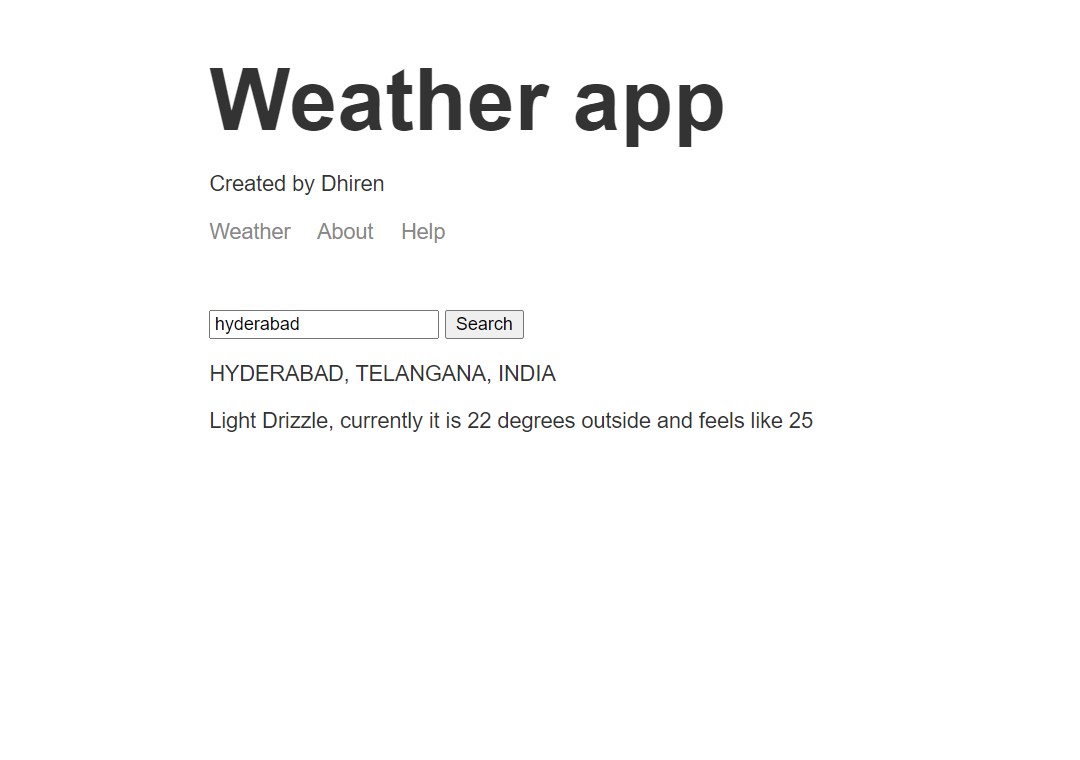 Weather app
Created by Dhiren
Weather About Help
hyderabad Search
HYDERABAD, TELANGANA, INDIA
Light Drizzle, currently it is 22 degrees outside and feels like 25